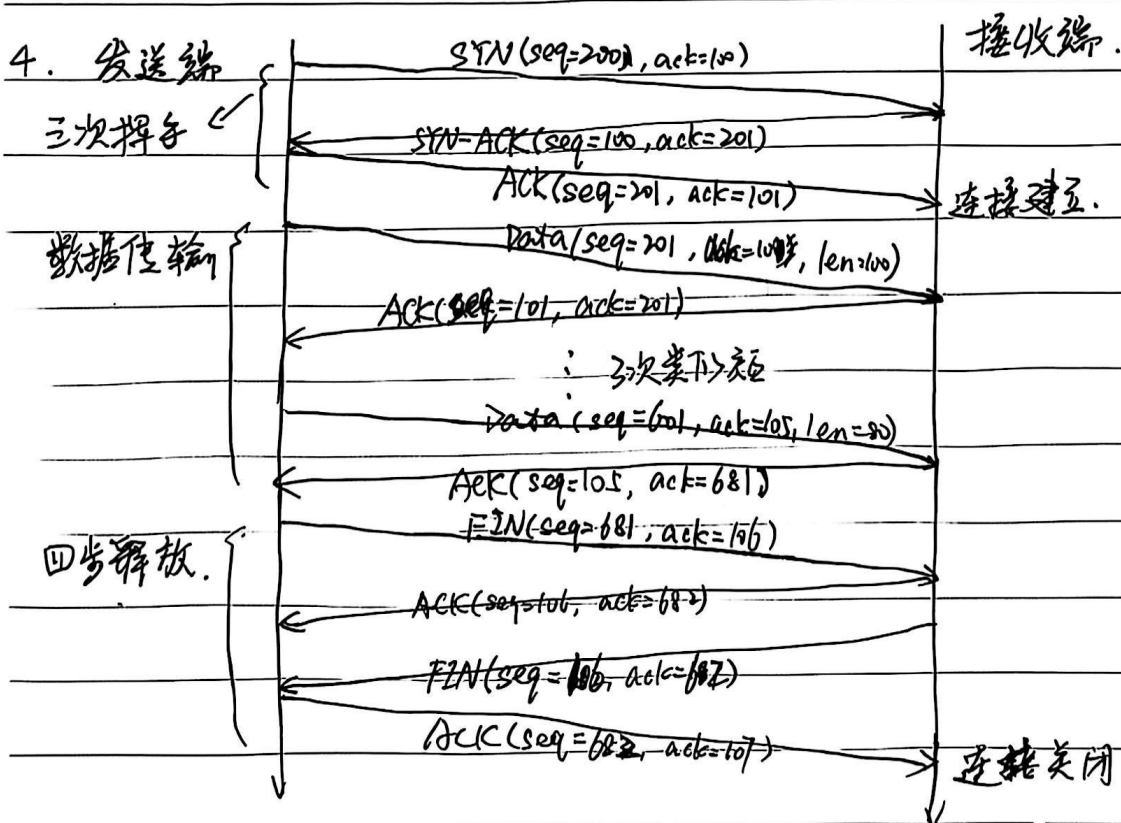 4. 发送端
接收端.
SYN(seq=200, ack=100)
三次握手
SYN-ACK(seq=100, ack=201)
ACK(seq=201, ack=101)
连接建立.
数据传输
Data(seq=201, len=100)
ACK(seq=101, ack=201)
⋮ 3次类似交互
Data(seq=601, ack=105, len=80)
ACK(seq=105, ack=681)
四步释放.
FIN(seq=681, ack=106)
ACK(seq=106, ack=682)
FIN(seq=106, ack=682)
ACK(seq=682, ack=107)
连接关闭